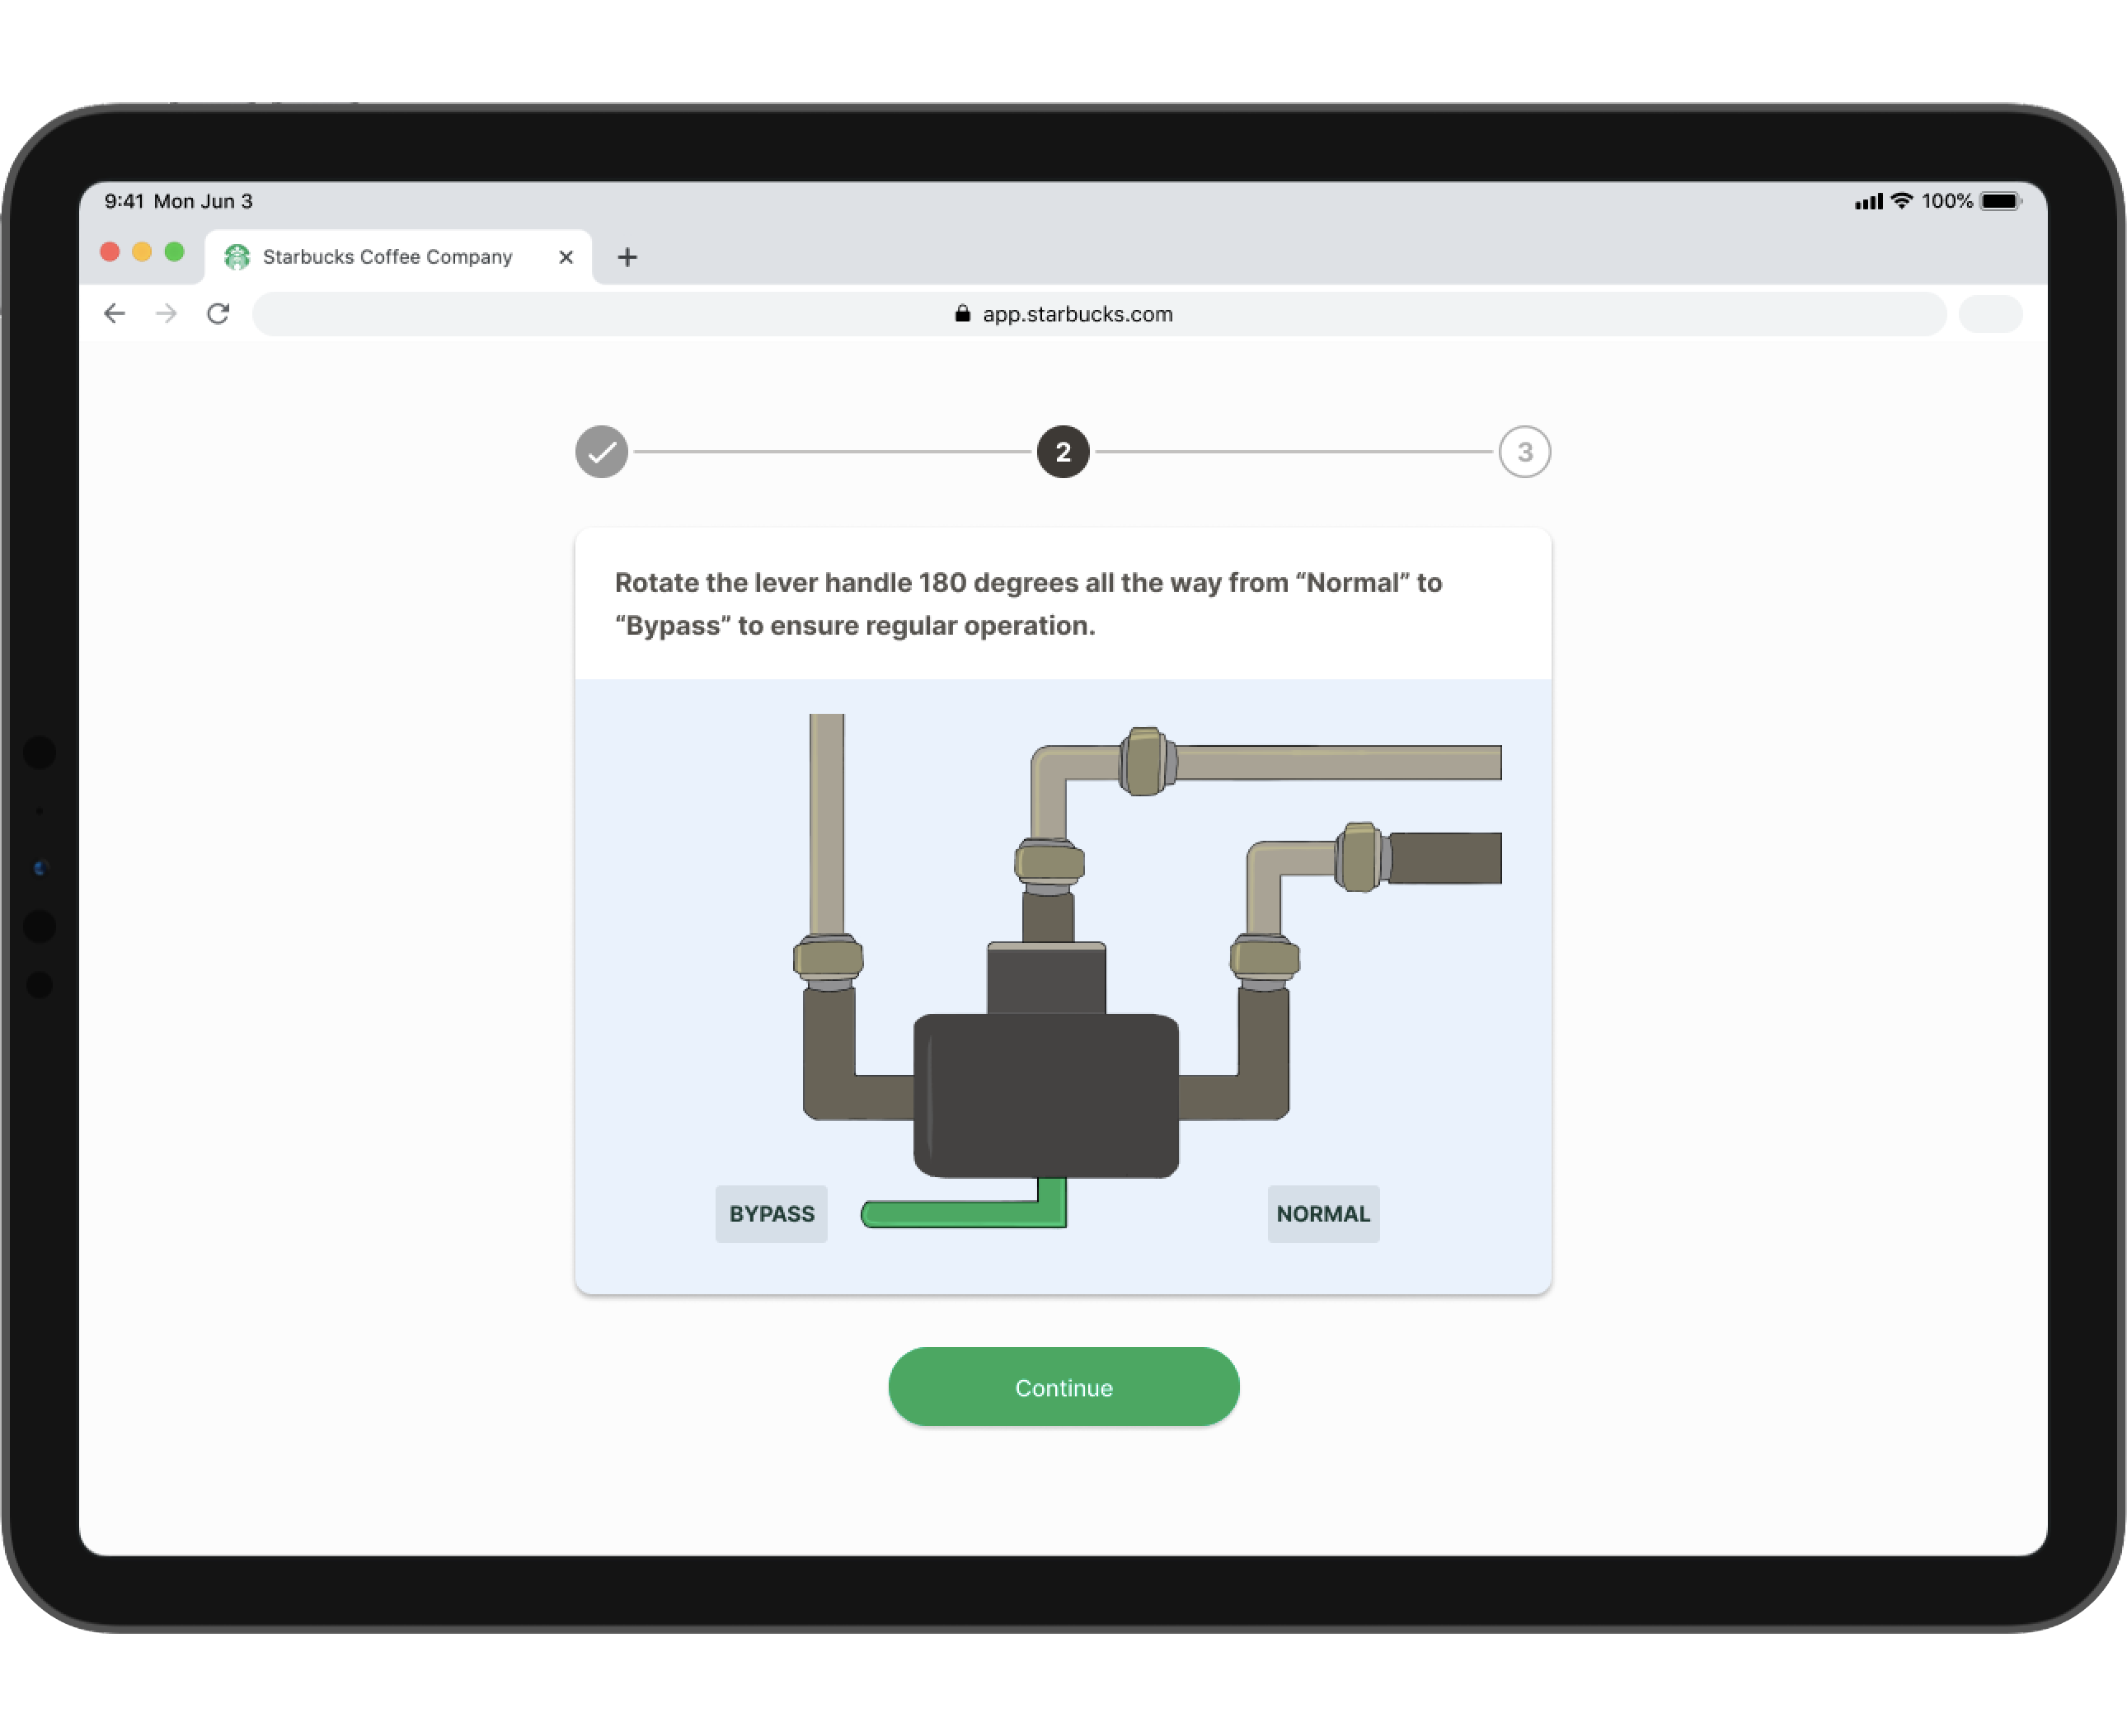 9:41 Mon Jun 3
100%
Starbucks Coffee Company
app.starbucks.com
2
3
Rotate the lever handle 180 degrees all the way from “Normal” to
“Bypass” to ensure regular operation.
BYPASS
NORMAL
Continue